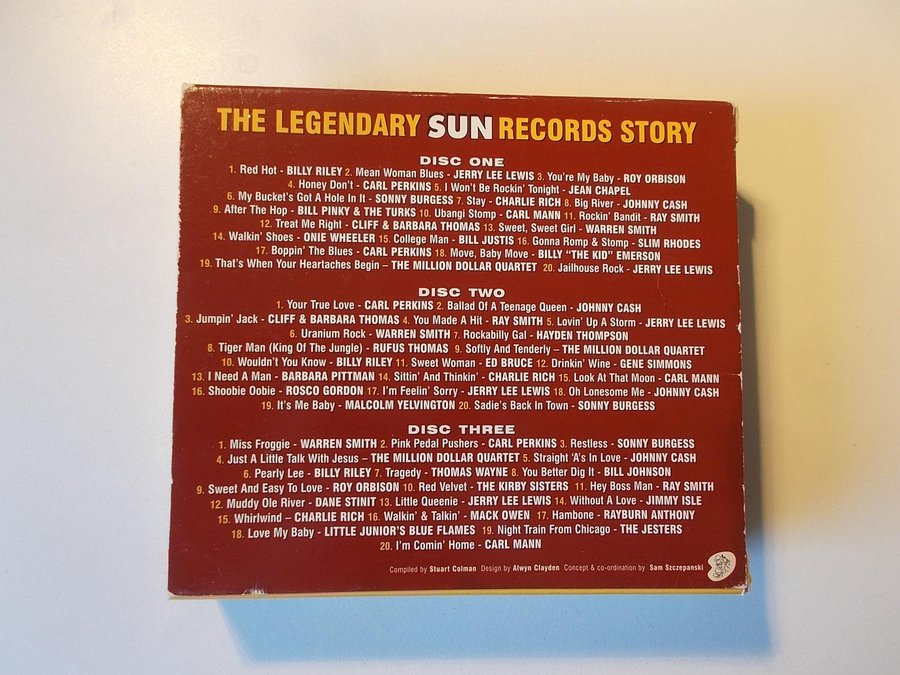 THE LEGENDARY SUN RECORDS STORY
DISC ONE
1. Red Hot - BILLY RILEY 2. Mean Woman Blues - JERRY LEE LEWIS 3. You're My Baby - ROY ORBISON
4. Honey Don't - CARL PERKINS 5. I Won't Be Rockin' Tonight - JEAN CHAPEL
6. My Bucket's Got A Hole In It - SONNY BURGESS 7. Stay - CHARLIE RICH 8. Big River - JOHNNY CASH
9. After The Hop - BILL PINKY & THE TURKS 10. Ubangi Stomp - CARL MANN 11. Rockin' Bandit - RAY SMITH
12. Treat Me Right - CLIFF & BARBARA THOMAS 13. Sweet, Sweet Girl - WARREN SMITH
14. Walkin' Shoes - ONIE WHEELER 15. College Man - BILL JUSTIS 16. Gonna Romp & Stomp - SLIM RHODES
17. Boppin' The Blues - CARL PERKINS 18. Move, Baby Move - BILLY "THE KID" EMERSON
19. That's When Your Heartaches Begin – THE MILLION DOLLAR QUARTET 20. Jailhouse Rock - JERRY LEE LEWIS
DISC TWO
1. Your True Love - CARL PERKINS 2. Ballad Of A Teenage Queen - JOHNNY CASH
3. Jumpin' Jack - CLIFF & BARBARA THOMAS 4. You Made A Hit - RAY SMITH 5. Lovin' Up A Storm - JERRY LEE LEWIS
6. Uranium Rock - WARREN SMITH 7. Rockabilly Gal - HAYDEN THOMPSON
8. Tiger Man (King Of The Jungle) - RUFUS THOMAS 9. Softly And Tenderly – THE MILLION DOLLAR QUARTET
10. Wouldn't You Know - BILLY RILEY 11. Sweet Woman - ED BRUCE 12. Drinkin' Wine - GENE SIMMONS
13. I Need A Man - BARBARA PITTMAN 14. Sittin' And Thinkin' - CHARLIE RICH 15. Look At That Moon - CARL MANN
16. Shoobie Oobie - ROSCO GORDON 17. I'm Feelin' Sorry - JERRY LEE LEWIS 18. Oh Lonesome Me - JOHNNY CASH
19. It's Me Baby - MALCOLM YELVINGTON 20. Sadie's Back In Town - SONNY BURGESS
DISC THREE
1. Miss Froggie - WARREN SMITH 2. Pink Pedal Pushers - CARL PERKINS 3. Restless - SONNY BURGESS
4. Just A Little Talk With Jesus – THE MILLION DOLLAR QUARTET 5. Straight 'A's In Love - JOHNNY CASH
6. Pearly Lee - BILLY RILEY 7. Tragedy - THOMAS WAYNE 8. You Better Dig It - BILL JOHNSON
9. Sweet And Easy To Love - ROY ORBISON 10. Red Velvet - THE KIRBY SISTERS 11. Hey Boss Man - RAY SMITH
12. Muddy Ole River - DANE STINIT 13. Little Queenie - JERRY LEE LEWIS 14. Without A Love - JIMMY ISLE
15. Whirlwind – CHARLIE RICH 16. Walkin' & Talkin' - MACK OWEN 17. Hambone - RAYBURN ANTHONY
18. Love My Baby - LITTLE JUNIOR'S BLUE FLAMES 19. Night Train From Chicago - THE JESTERS
20. I'm Comin' Home - CARL MANN
Compiled by Stuart Colman Design by Alwyn Clayden Concept & co-ordination by Sam Szczepanski